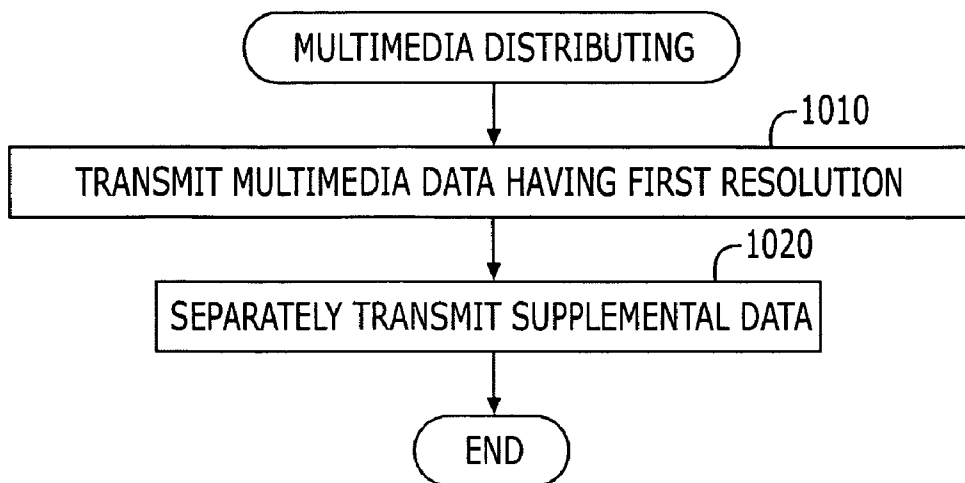 MULTIMEDIA DISTRIBUTING
1010
TRANSMIT MULTIMEDIA DATA HAVING FIRST RESOLUTION
1020
SEPARATELY TRANSMIT SUPPLEMENTAL DATA
END